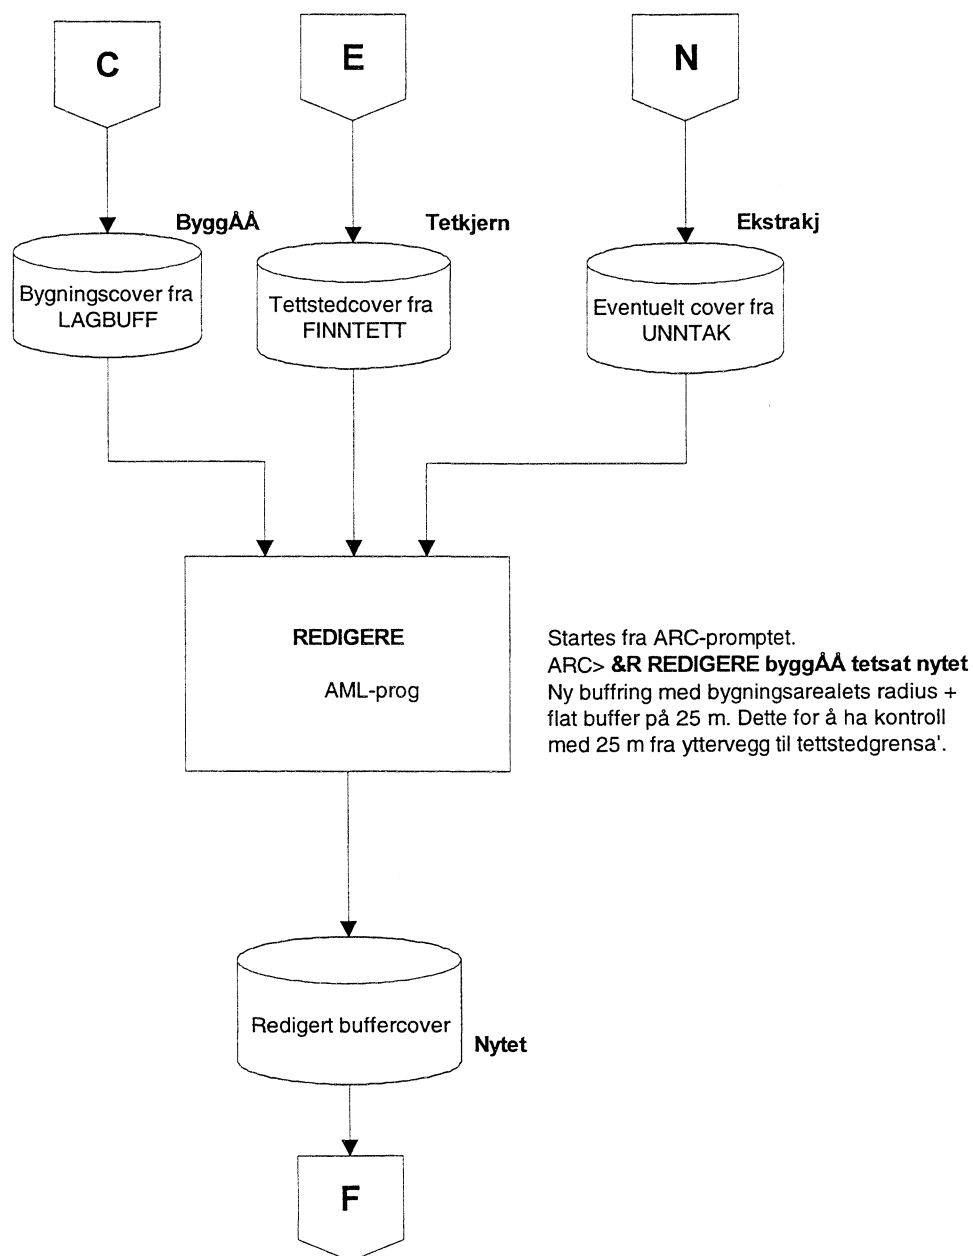 C
E
N
ByggÅÅ
Tetkjern
Ekstrakj
Bygningscover fra
LAGBUFF
Tettstedcover fra
FINNTETT
Eventuelt cover fra
UNNTAK
REDIGERE
AML-prog
Startes fra ARC-promptet.
ARC> &R REDIGERE byggÅÅ tetsat nytet
Ny buffring med bygningsarealets radius +
flat buffer på 25 m. Dette for å ha kontroll
med 25 m fra yttervegg til tettstedgrensa'.
Redigert buffercover
Nytet
F